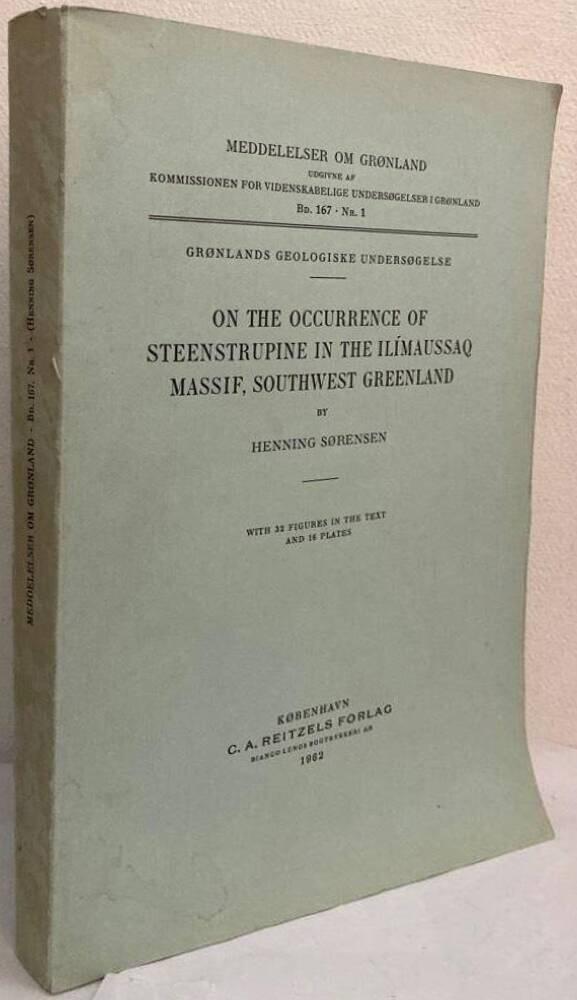 MEDDELELSER OM GRØNLAND
UDGIVNE AF
KOMMISSIONEN FOR VIDENSKABELIGE UNDERSØGELSER I GRØNLAND
BD. 167 · NR. 1
GRØNLANDS GEOLOGISKE UNDERSØGELSE
ON THE OCCURRENCE OF
STEENSTRUPINE IN THE ILÍMAUSSAQ
MASSIF, SOUTHWEST GREENLAND
BY
HENNING SØRENSEN
WITH 32 FIGURES IN THE TEXT
AND 16 PLATES
KØBENHAVN
C. A. REITZELS FORLAG
BIANCO LUNOS BOGTRYKKERI A/S
1962
MEDDELELSER OM GRØNLAND - BD. 167. NR. 1 - (HENNING SØRENSEN)